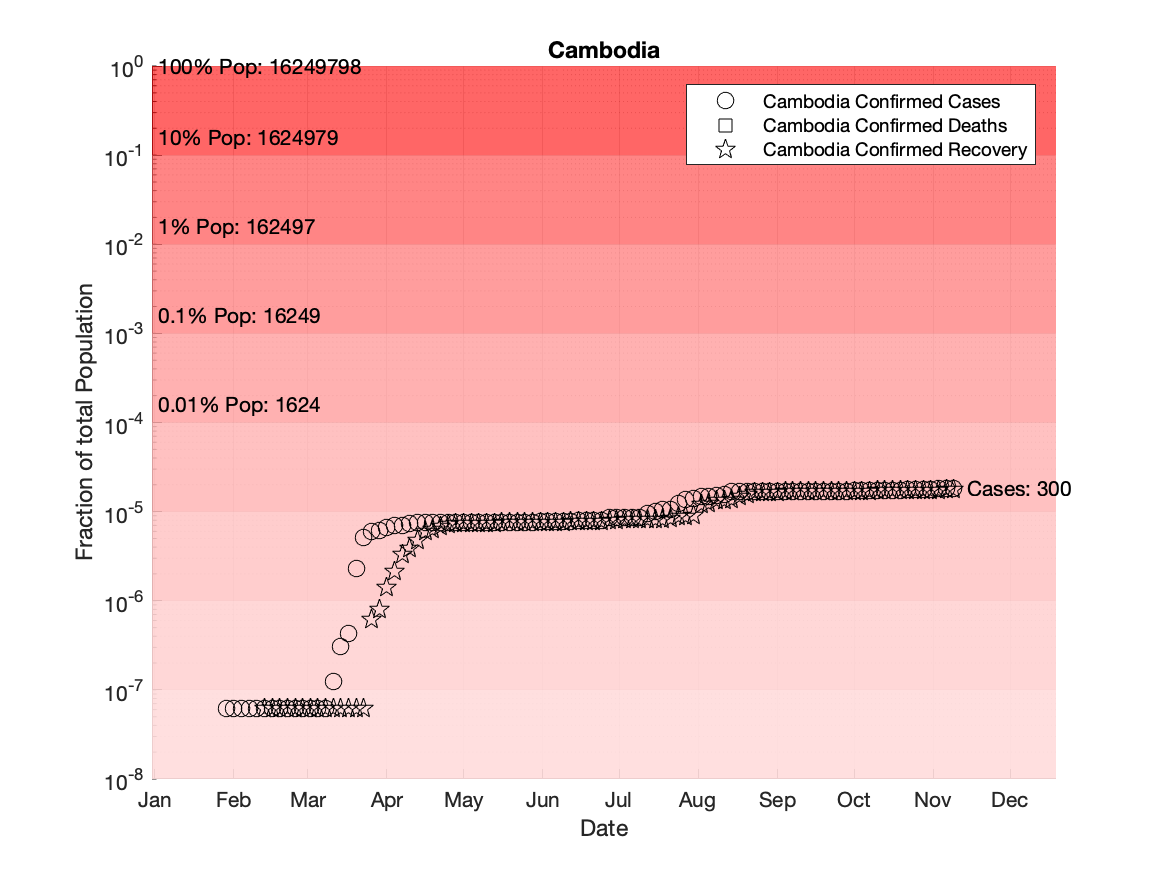 Cambodia
10^0
100% Pop: 16249798
Cambodia Confirmed Cases
Cambodia Confirmed Deaths
Cambodia Confirmed Recovery
10% Pop: 1624979
10^-1
1% Pop: 162497
10^-2
0.1% Pop: 16249
10^-3
0.01% Pop: 1624
10^-4
Cases: 300
10^-5
10^-6
10^-7
10^-8
Fraction of total Population
Jan Feb Mar Apr May Jun Jul Aug Sep Oct Nov Dec
Date